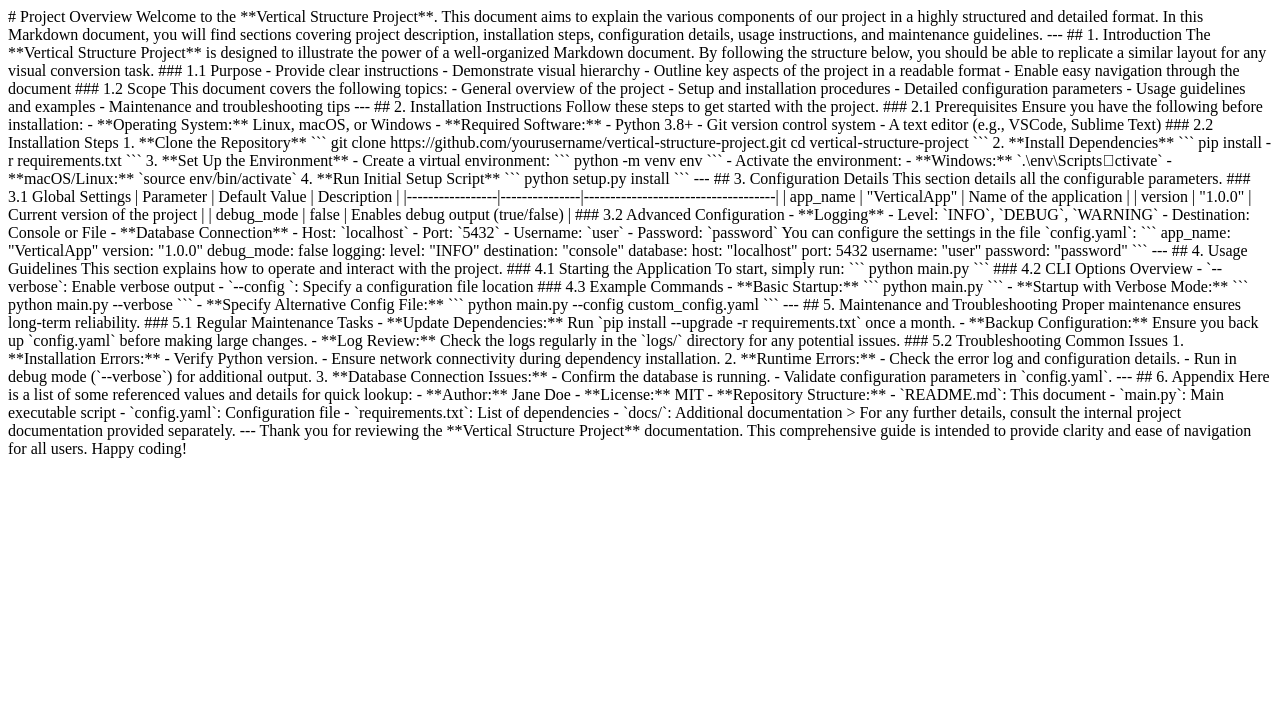 # Project Overview Welcome to the **Vertical Structure Project**. This document aims to explain the various components of our project in a highly structured and detailed format. In this
Markdown document, you will find sections covering project description, installation steps, configuration details, usage instructions, and maintenance guidelines. --- ## 1. Introduction The
**Vertical Structure Project** is designed to illustrate the power of a well-organized Markdown document. By following the structure below, you should be able to replicate a similar layout for any
visual conversion task. ### 1.1 Purpose - Provide clear instructions - Demonstrate visual hierarchy - Outline key aspects of the project in a readable format - Enable easy navigation through the
document ### 1.2 Scope This document covers the following topics: - General overview of the project - Setup and installation procedures - Detailed configuration parameters - Usage guidelines
and examples - Maintenance and troubleshooting tips --- ## 2. Installation Instructions Follow these steps to get started with the project. ### 2.1 Prerequisites Ensure you have the following before
installation: - **Operating System:** Linux, macOS, or Windows - **Required Software:** - Python 3.8+ - Git version control system - A text editor (e.g., VSCode, Sublime Text) ### 2.2
Installation Steps 1. **Clone the Repository** ``` git clone https://github.com/yourusername/vertical-structure-project.git cd vertical-structure-project ``` 2. **Install Dependencies** ``` pip install -
r requirements.txt ``` 3. **Set Up the Environment** - Create a virtual environment: ``` python -m venv env ``` - Activate the environment: - **Windows:** `.\env\Scripts□ctivate` -
**macOS/Linux:** `source env/bin/activate` 4. **Run Initial Setup Script** ``` python setup.py install ``` --- ## 3. Configuration Details This section details all the configurable parameters. ###
3.1 Global Settings | Parameter | Default Value | Description | |-----------------|---------------|------------------------------------| | app_name | "VerticalApp" | Name of the application | | version | "1.0.0" |
Current version of the project | | debug_mode | false | Enables debug output (true/false) | ### 3.2 Advanced Configuration - **Logging** - Level: `INFO`, `DEBUG`, `WARNING` - Destination:
Console or File - **Database Connection** - Host: `localhost` - Port: `5432` - Username: `user` - Password: `password` You can configure the settings in the file `config.yaml`: ``` app_name:
"VerticalApp" version: "1.0.0" debug_mode: false logging: level: "INFO" destination: "console" database: host: "localhost" port: 5432 username: "user" password: "password" ``` --- ## 4. Usage
Guidelines This section explains how to operate and interact with the project. ### 4.1 Starting the Application To start, simply run: ``` python main.py ``` ### 4.2 CLI Options Overview - `--
verbose`: Enable verbose output - `--config `: Specify a configuration file location ### 4.3 Example Commands - **Basic Startup:** ``` python main.py ``` - **Startup with Verbose Mode:** ```
python main.py --verbose ``` - **Specify Alternative Config File:** ``` python main.py --config custom_config.yaml ``` --- ## 5. Maintenance and Troubleshooting Proper maintenance ensures
long-term reliability. ### 5.1 Regular Maintenance Tasks - **Update Dependencies:** Run `pip install --upgrade -r requirements.txt` once a month. - **Backup Configuration:** Ensure you back
up `config.yaml` before making large changes. - **Log Review:** Check the logs regularly in the `logs/` directory for any potential issues. ### 5.2 Troubleshooting Common Issues 1.
**Installation Errors:** - Verify Python version. - Ensure network connectivity during dependency installation. 2. **Runtime Errors:** - Check the error log and configuration details. - Run in
debug mode (`--verbose`) for additional output. 3. **Database Connection Issues:** - Confirm the database is running. - Validate configuration parameters in `config.yaml`. --- ## 6. Appendix Here
is a list of some referenced values and details for quick lookup: - **Author:** Jane Doe - **License:** MIT - **Repository Structure:** - `README.md`: This document - `main.py`: Main
executable script - `config.yaml`: Configuration file - `requirements.txt`: List of dependencies - `docs/`: Additional documentation > For any further details, consult the internal project
documentation provided separately. --- Thank you for reviewing the **Vertical Structure Project** documentation. This comprehensive guide is intended to provide clarity and ease of navigation
for all users. Happy coding!